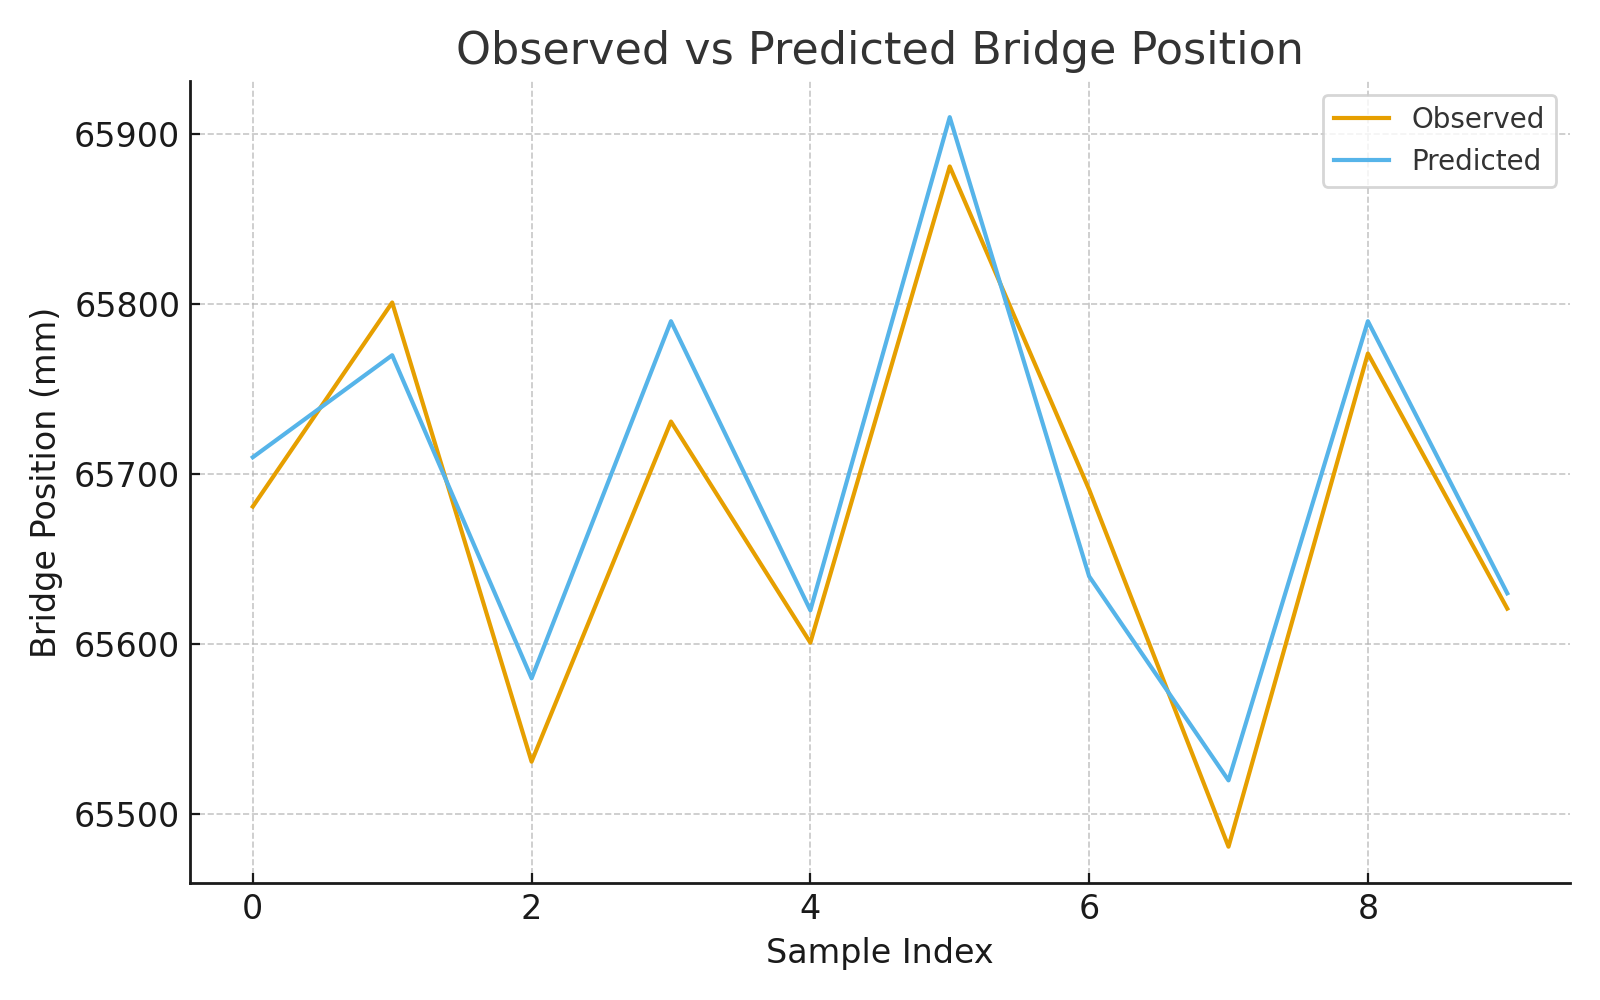 Observed vs Predicted Bridge Position
Observed
Predicted
65900
65800
65700
65600
65500
Bridge Position (mm)
0 2 4 6 8
Sample Index